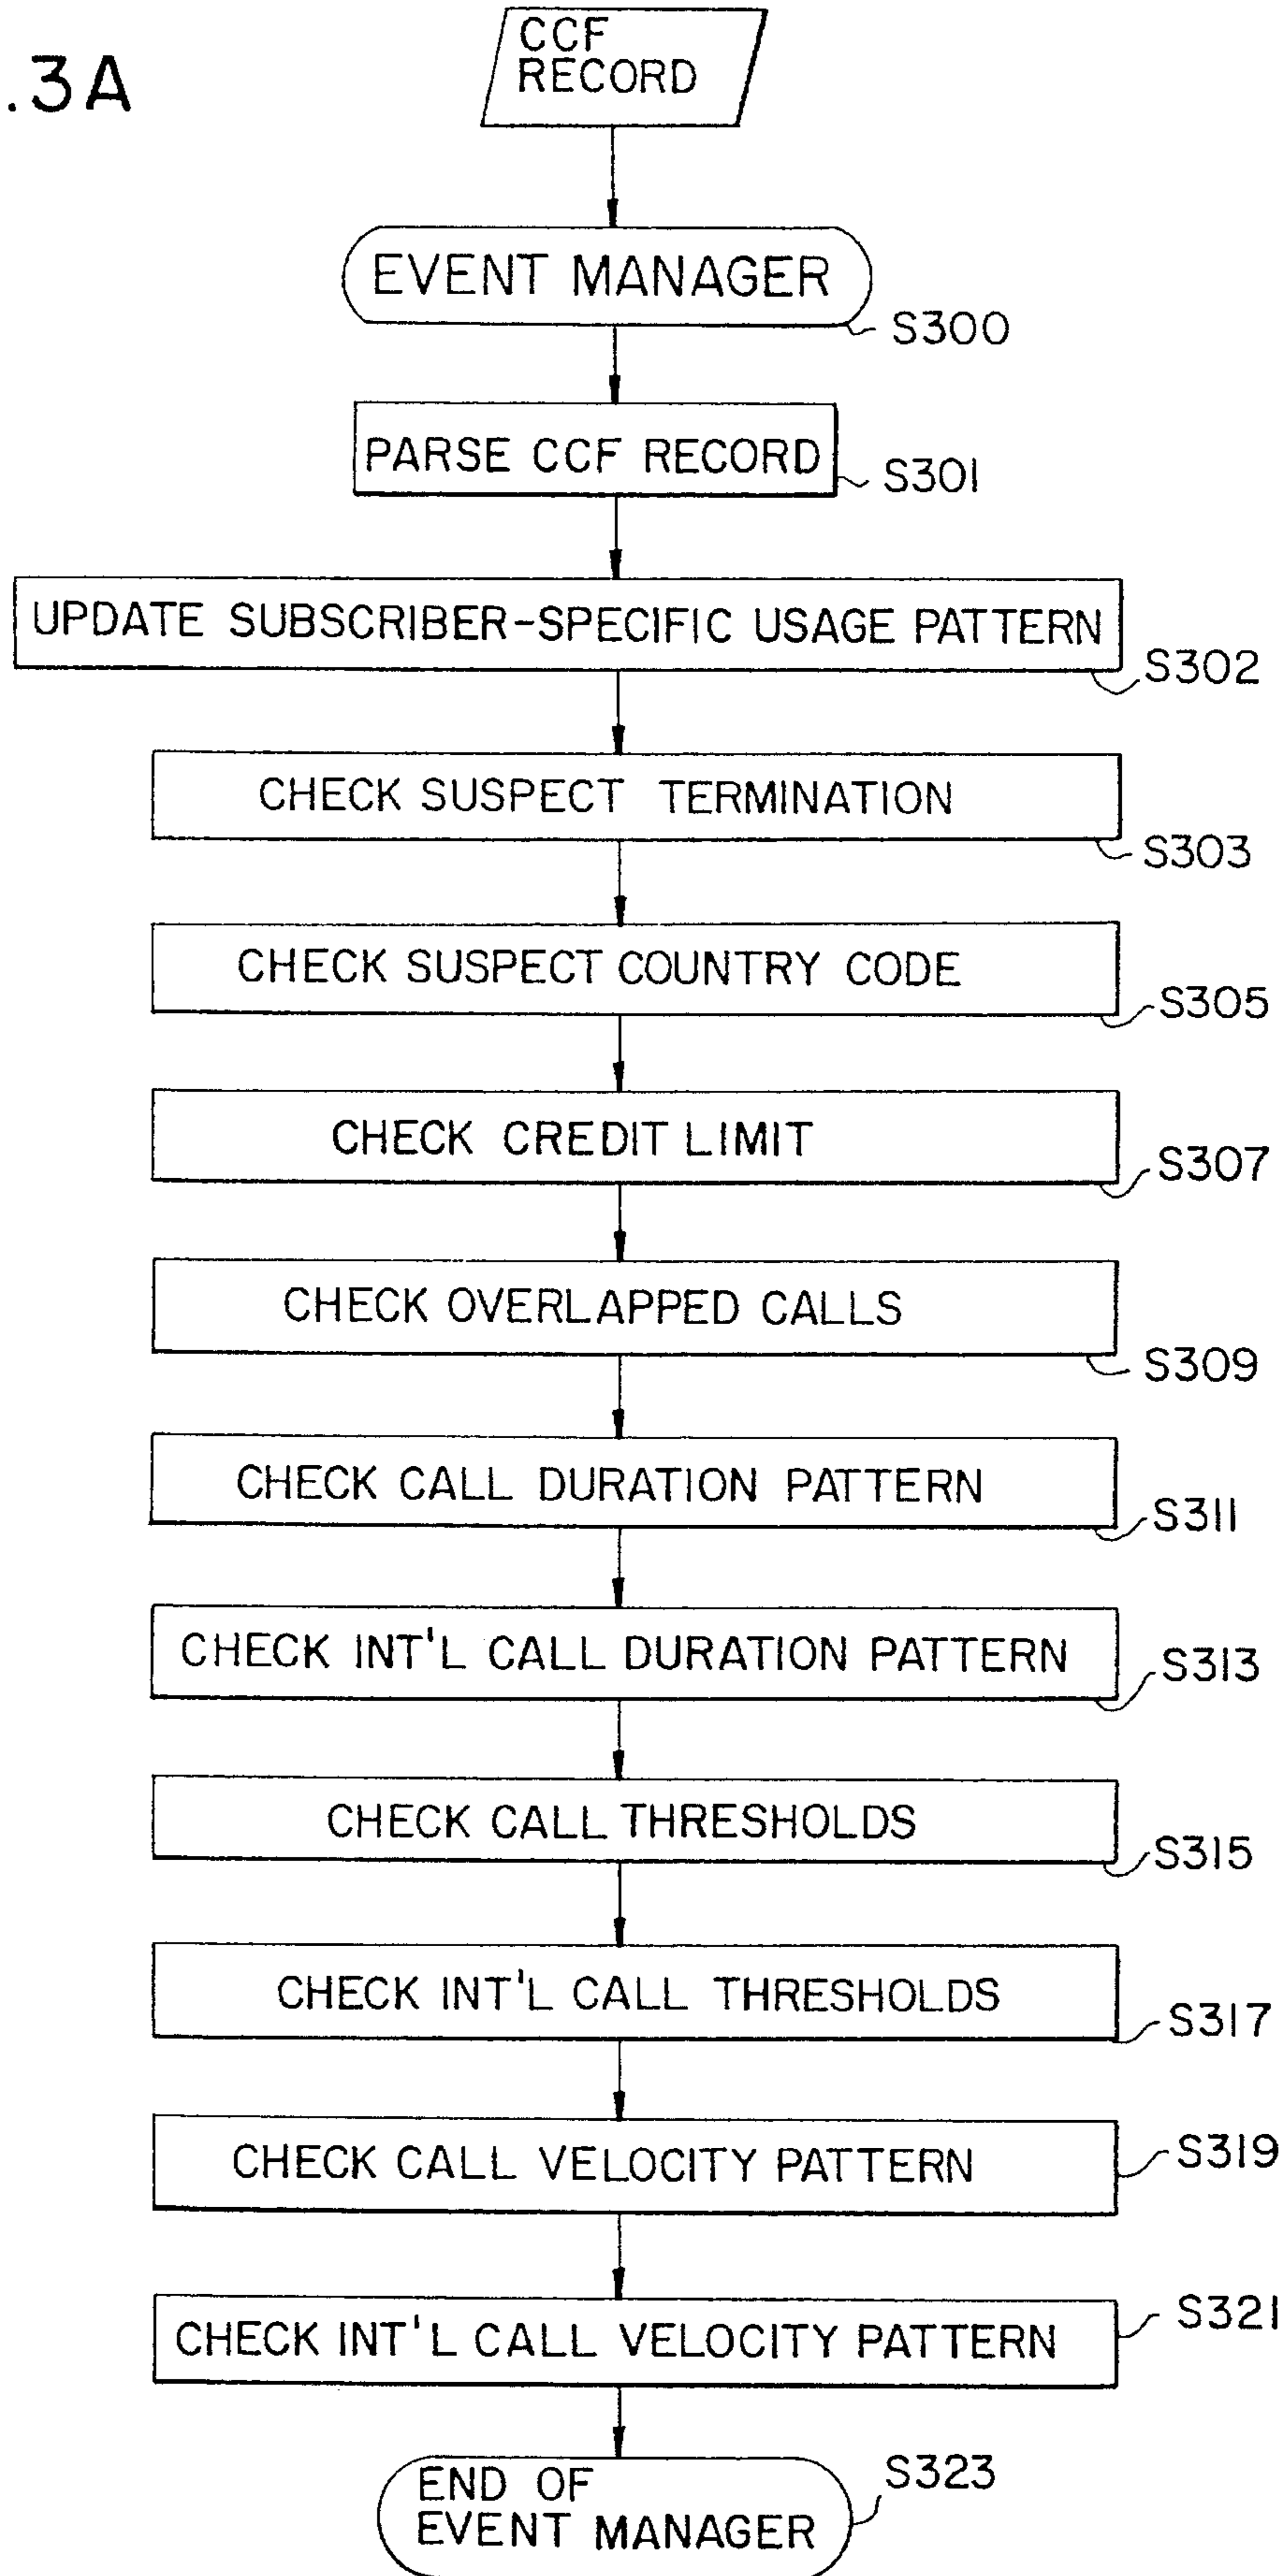 .3A
CCF
RECORD
EVENT MANAGER
S300
PARSE CCF RECORD
S301
UPDATE SUBSCRIBER-SPECIFIC USAGE PATTERN
S302
CHECK SUSPECT TERMINATION
S303
CHECK SUSPECT COUNTRY CODE
S305
CHECK CREDIT LIMIT
S307
CHECK OVERLAPPED CALLS
S309
CHECK CALL DURATION PATTERN
S311
CHECK INT'L CALL DURATION PATTERN
S313
CHECK CALL THRESHOLDS
S315
CHECK INT'L CALL THRESHOLDS
S317
CHECK CALL VELOCITY PATTERN
S319
CHECK INT'L CALL VELOCITY PATTERN
S321
END OF
EVENT MANAGER
S323